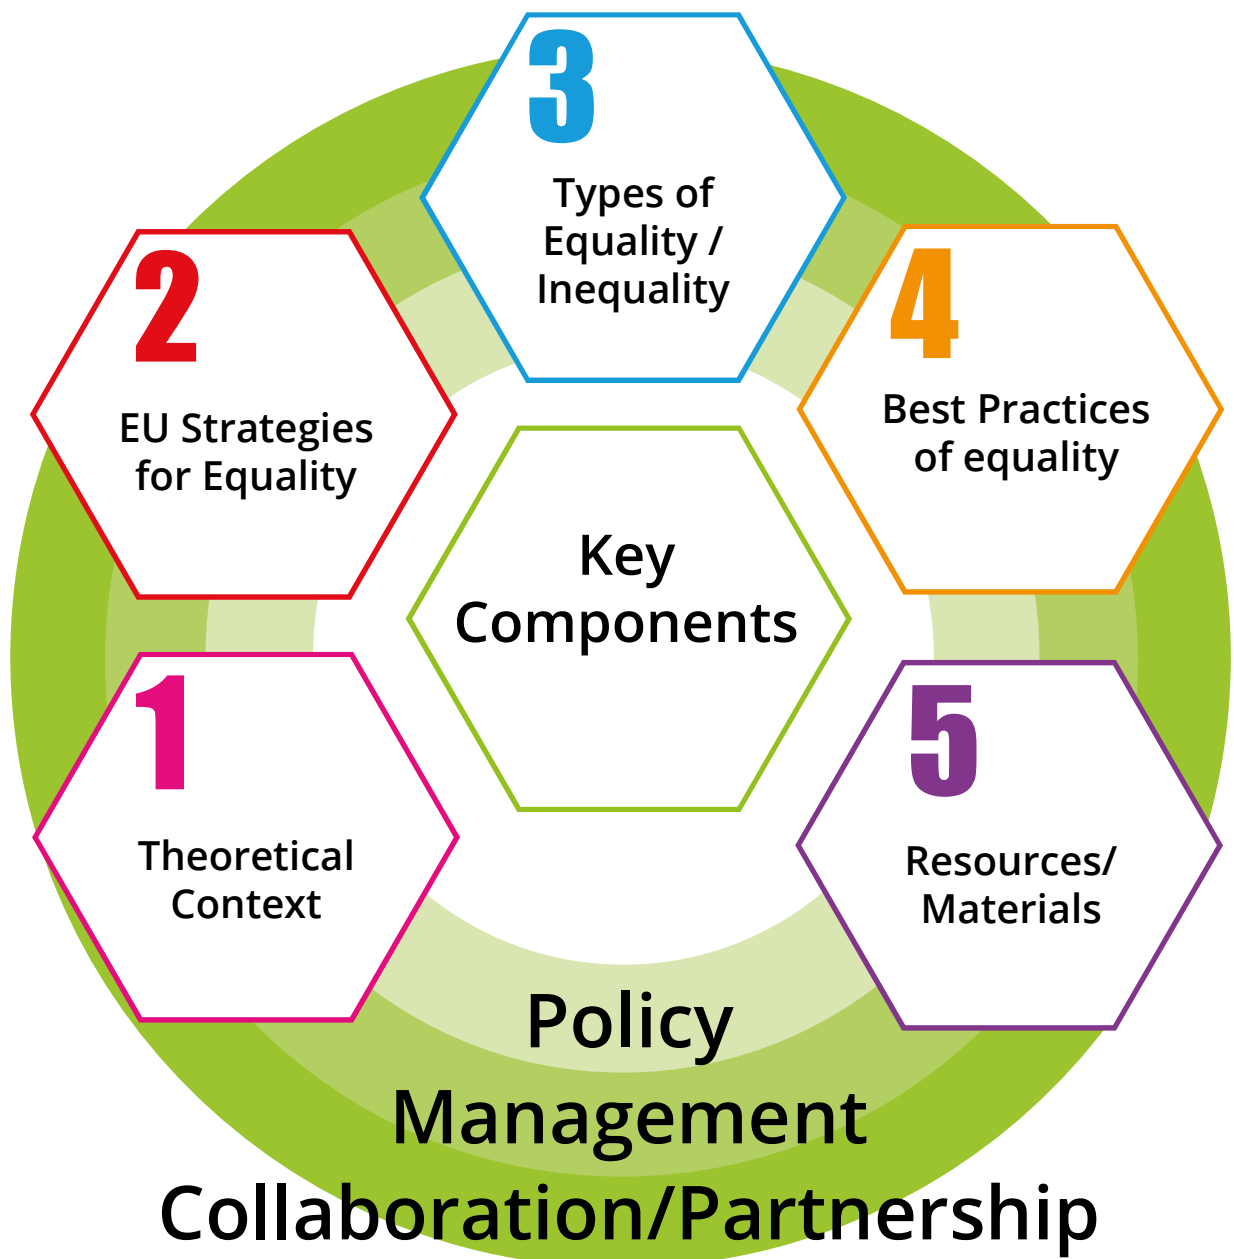 3
Types of
Equality /
Inequality
2
EU Strategies
for Equality
4
Best Practices
of equality
Key
Components
1
Theoretical
Context
5
Resources/
Materials
Policy
Management
Collaboration/Partnership